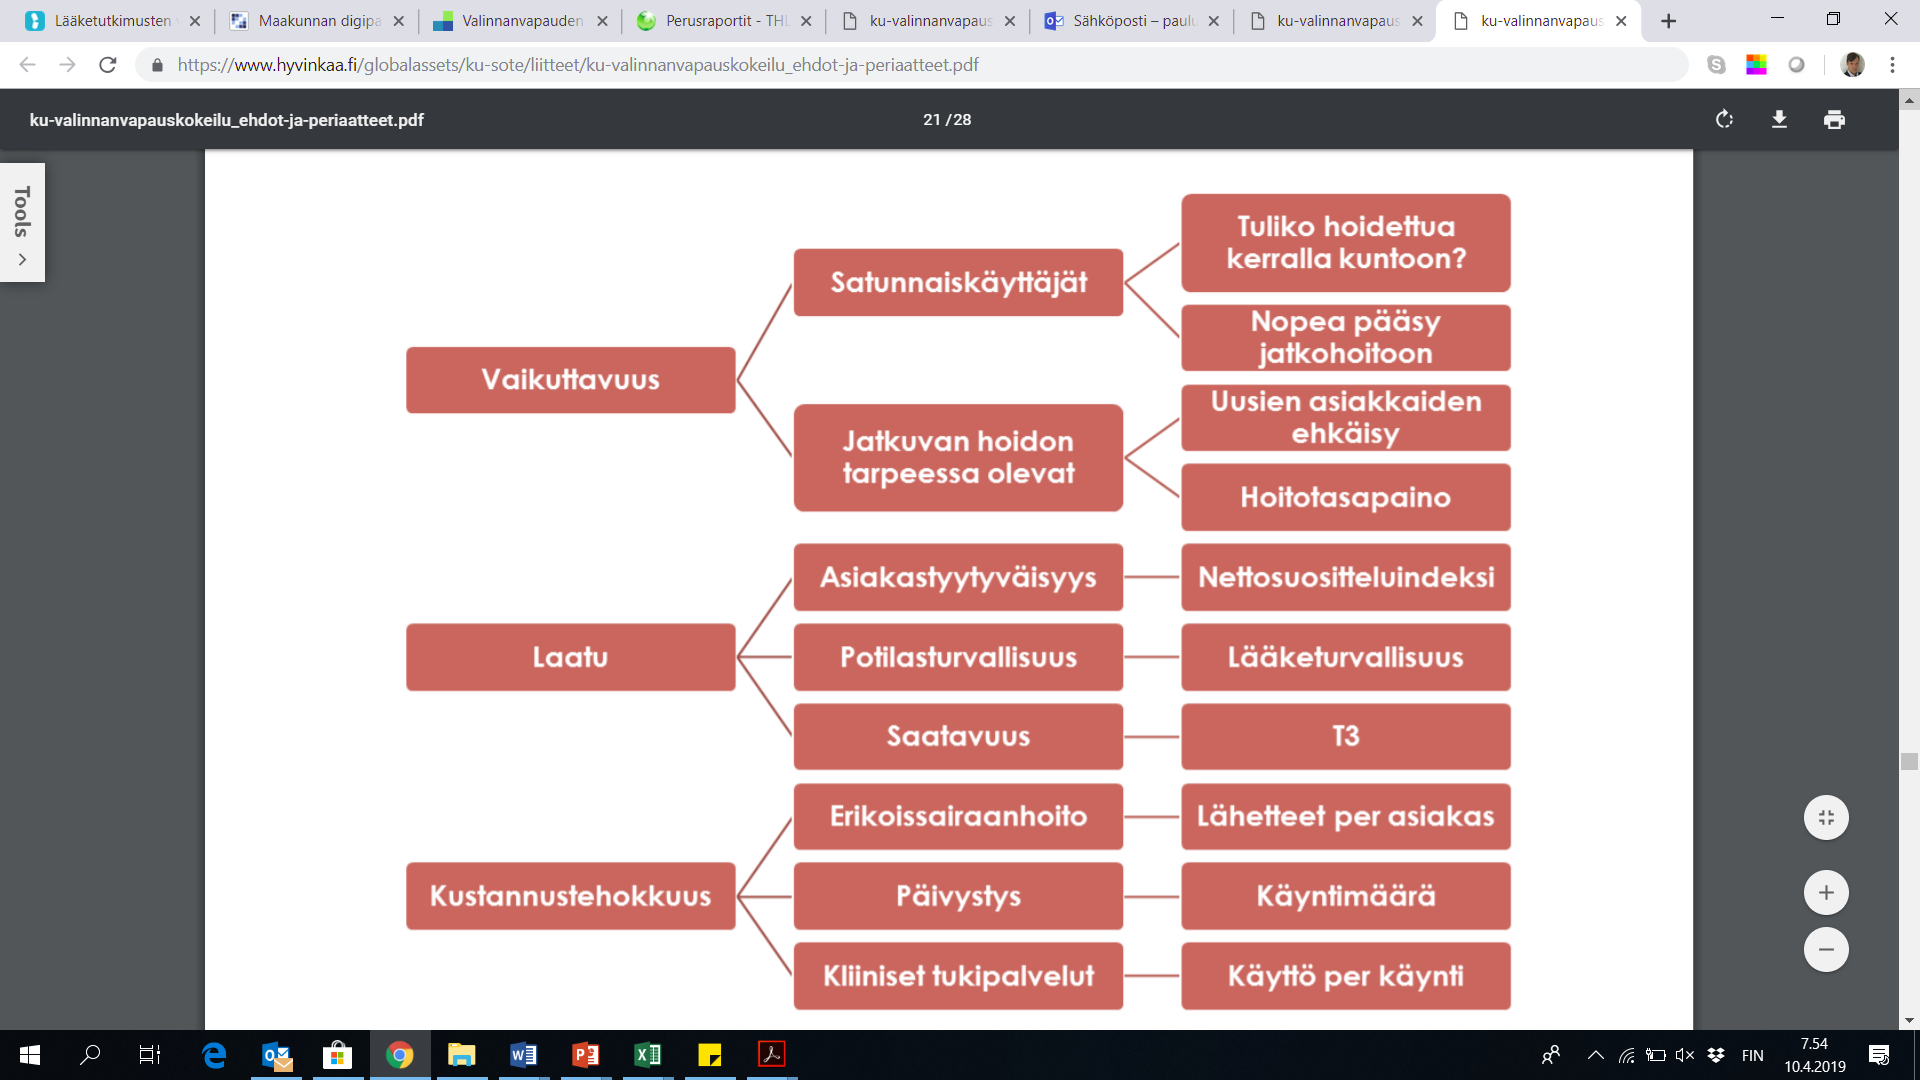 Lääketutkimusten
Maakunnan digipa
Valinnanvapauden
Perusraportit - THL
ku-valinnanvapaus
Sähköposti – paulu
ku-valinnanvapaus
ku-valinnanvapaus
https://www.hyvinkaa.fi/globalassets/ku-sote/liitteet/ku-valinnanvapauskokeilu_ehdot-ja-periaatteet.pdf
ku-valinnanvapauskokeilu_ehdot-ja-periaatteet.pdf
21 / 28
Tools
Vaikuttavuus
Satunnaiskäyttäjät
Tuliko hoidettua
kerralla kuntoon?
Nopea pääsy
jatkohoitoon
Jatkuvan hoidon
tarpeessa olevat
Uusien asiakkaiden
ehkäisy
Hoitotasapaino
Laatu
Asiakastyytyväisyys
Nettosuositteluindeksi
Potilasturvallisuus
Lääketurvallisuus
Saatavuus
T3
Kustannustehokkuus
Erikoissairaanhoito
Lähetteet per asiakas
Päivystys
Käyntimäärä
Kliiniset tukipalvelut
Käyttö per käynti
FIN
7.54
10.4.2019